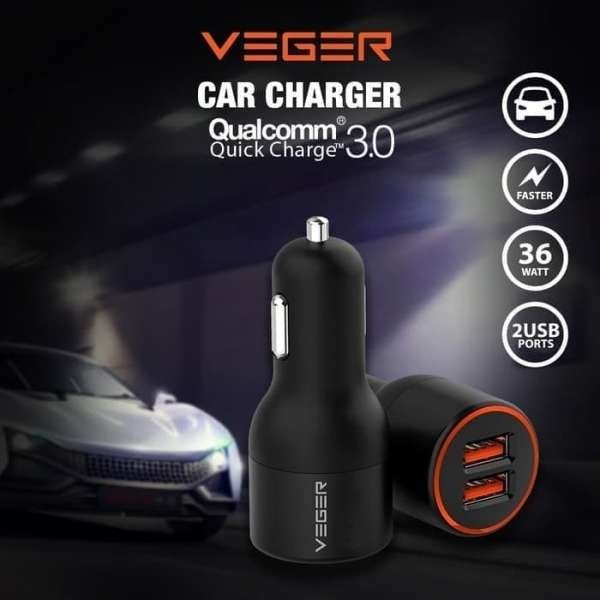 VEGER
CAR CHARGER
Qualcomm®
Quick Charge™ 3.0
FASTER
36
WATT
2USB
PORTS
VEGER